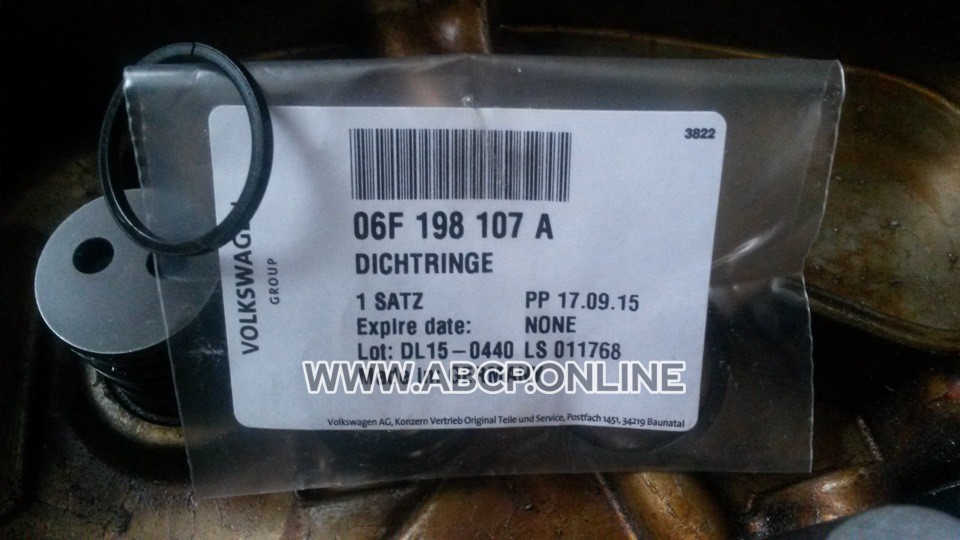 3822
06F 198 107 A
DICHTRINGE
1 SATZ PP 17.09.15
Expire date: NONE
Lot: DL15-0440 LS 011768
WWW.ABCP.ONLINE
Volkswagen AG, Konzern Vertrieb Original Teile und Service, Postfach 1451, 34219 Baunatal
VOLKSWAGEN
GROUP